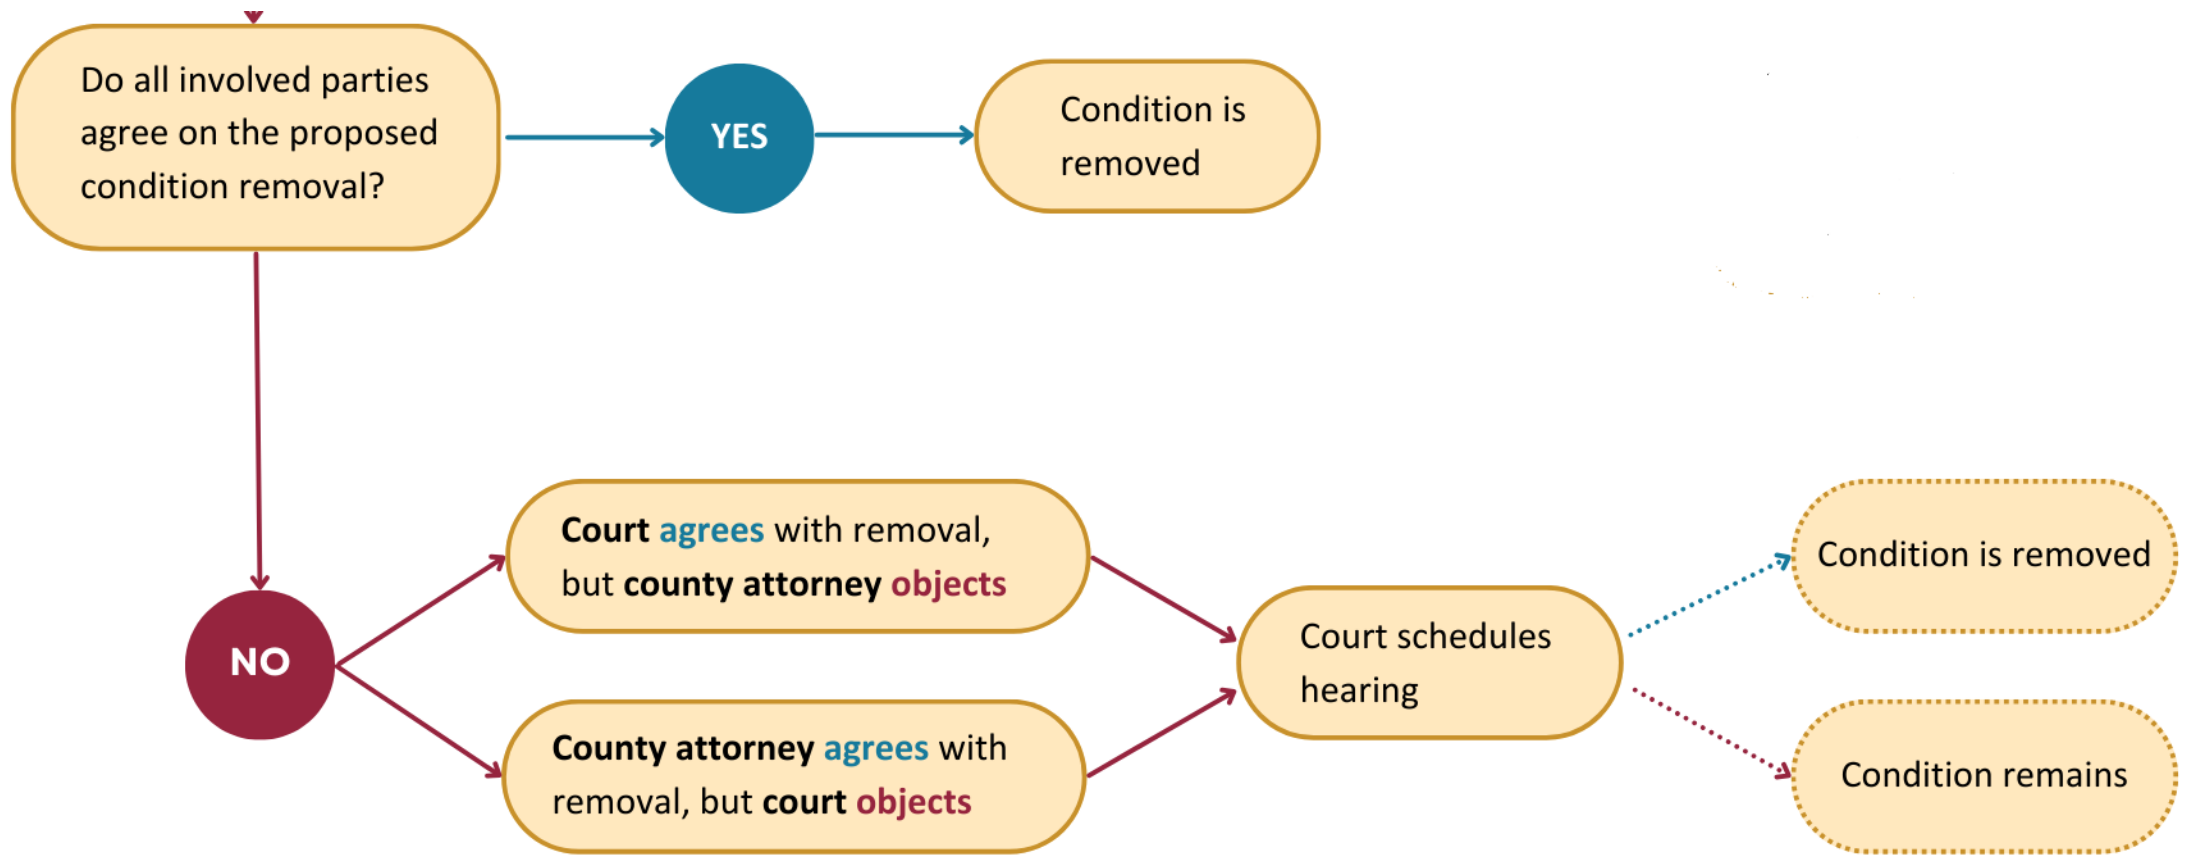 Do all involved parties
agree on the proposed
condition removal?
YES
Condition is
removed
NO
Court agrees with removal,
but county attorney objects
County attorney agrees with
removal, but court objects
Court schedules
hearing
Condition is removed
Condition remains